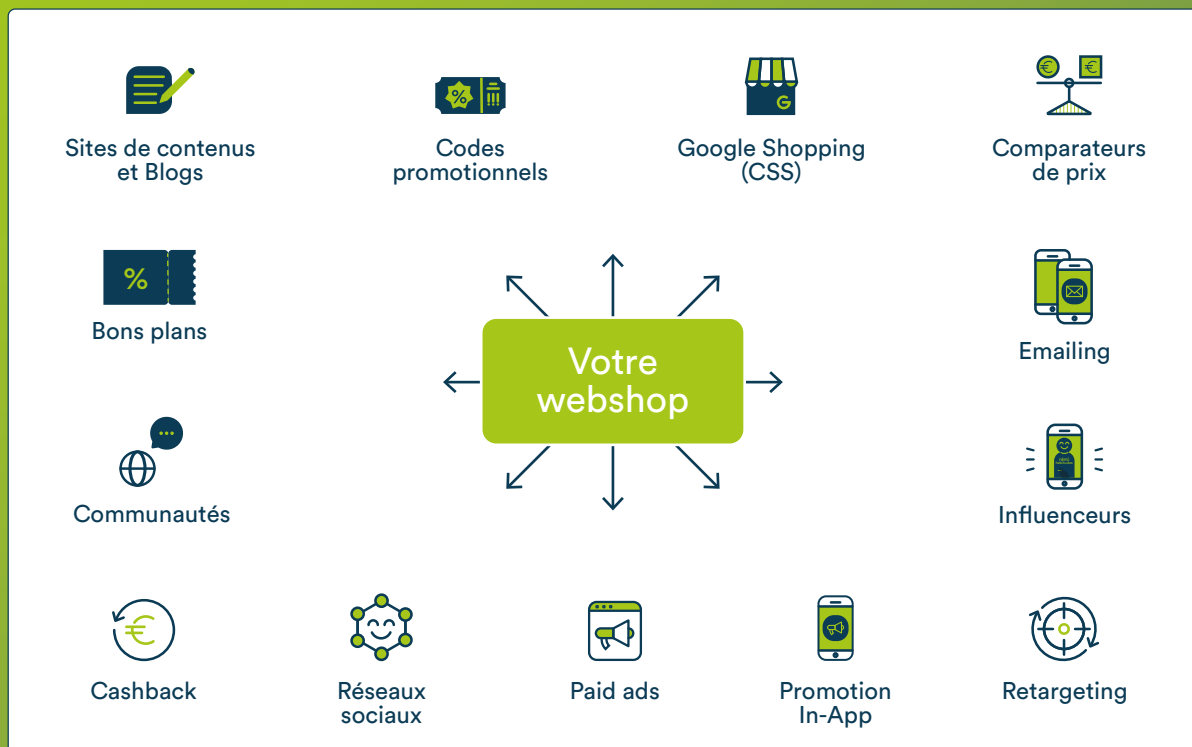 Sites de contenus
et Blogs
Codes
promotionnels
G
Google Shopping
(CSS)
€ €
Comparateurs
de prix
%
%
Bons plans
Votre
webshop
Emailing
Communautés
Influenceurs
€
Cashback
Réseaux
sociaux
Paid ads
Promotion
In-App
Retargeting